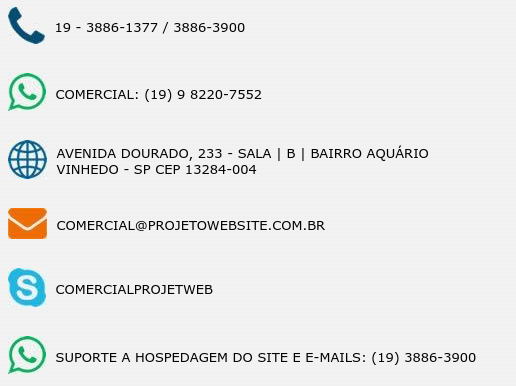 19 - 3886-1377 / 3886-3900
COMERCIAL: (19) 9 8220-7552
AVENIDA DOURADO, 233 - SALA | B | BAIRRO AQUÁRIO
VINHEDO - SP CEP 13284-004
COMERCIAL@PROJETOWEBSITE.COM.BR
COMERCIALPROJETWEB
SUPORTE A HOSPEDAGEM DO SITE E E-MAILS: (19) 3886-3900